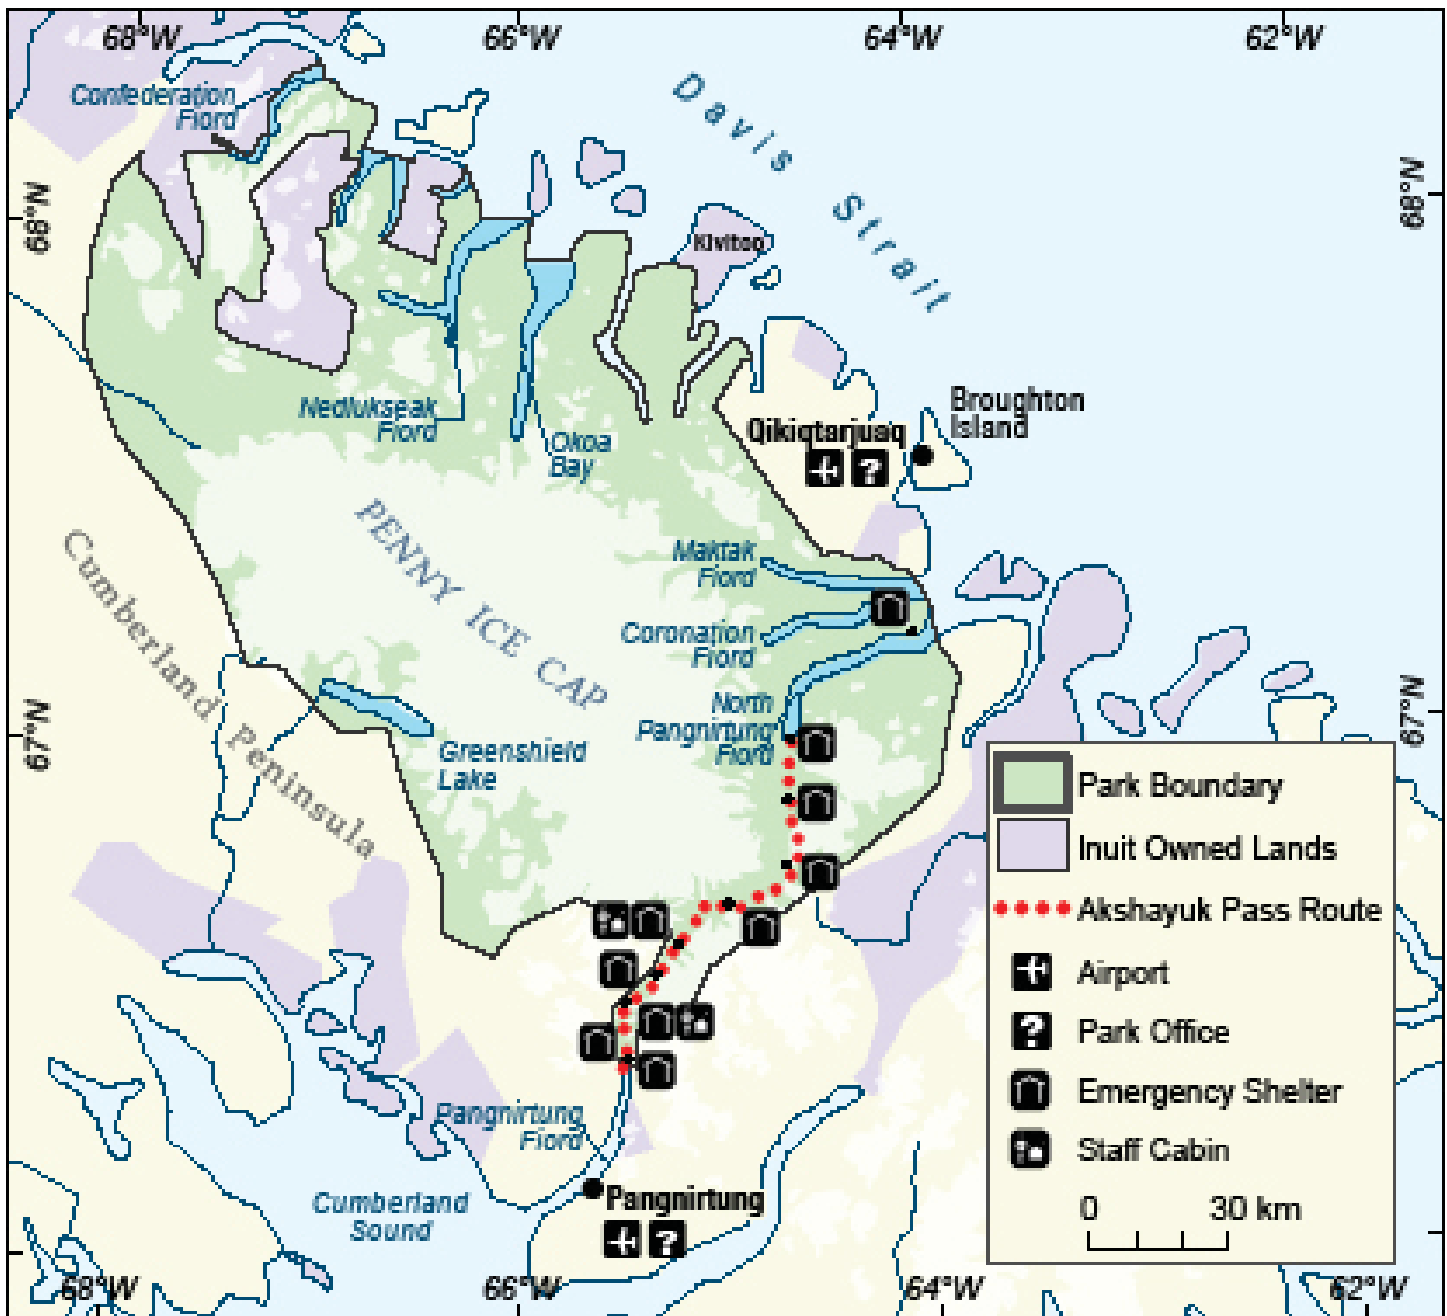 68°W 66°W 64°W 62°W
Confederation
Fiord
Davis Strait
68°N
68°N
Kivitoo
Nedlukseak
Fiord
Okoa
Bay
Broughton
Island
Qikiqtarjuaq
?
PENNY ICE CAP
Maktak
Fiord
Coronation
Fiord
Cumberland Peninsula
North
Pangnirtung
Fiord
67°N
67°N
Greenshield
Lake
Park Boundary
Inuit Owned Lands
Akshayuk Pass Route
Airport
? Park Office
Emergency Shelter
Staff Cabin
0 30 km
Pangnirtung
Fiord
Cumberland
Sound
Pangnirtung
?
68°W 66°W 64°W 62°W